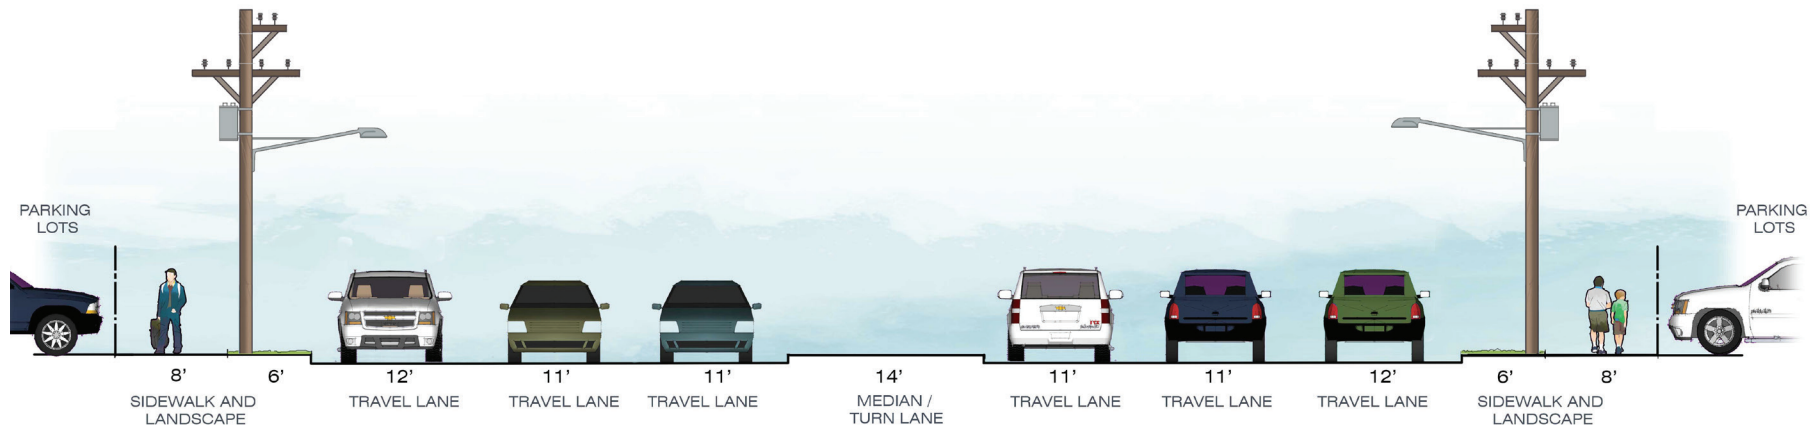 PARKING
LOTS
PARKING
LOTS
8’
6’
12’
11’
11’
14’
11’
11’
12’
6’
8’
SIDEWALK AND
LANDSCAPE
TRAVEL LANE
TRAVEL LANE
TRAVEL LANE
MEDIAN /
TURN LANE
TRAVEL LANE
TRAVEL LANE
TRAVEL LANE
SIDEWALK AND
LANDSCAPE